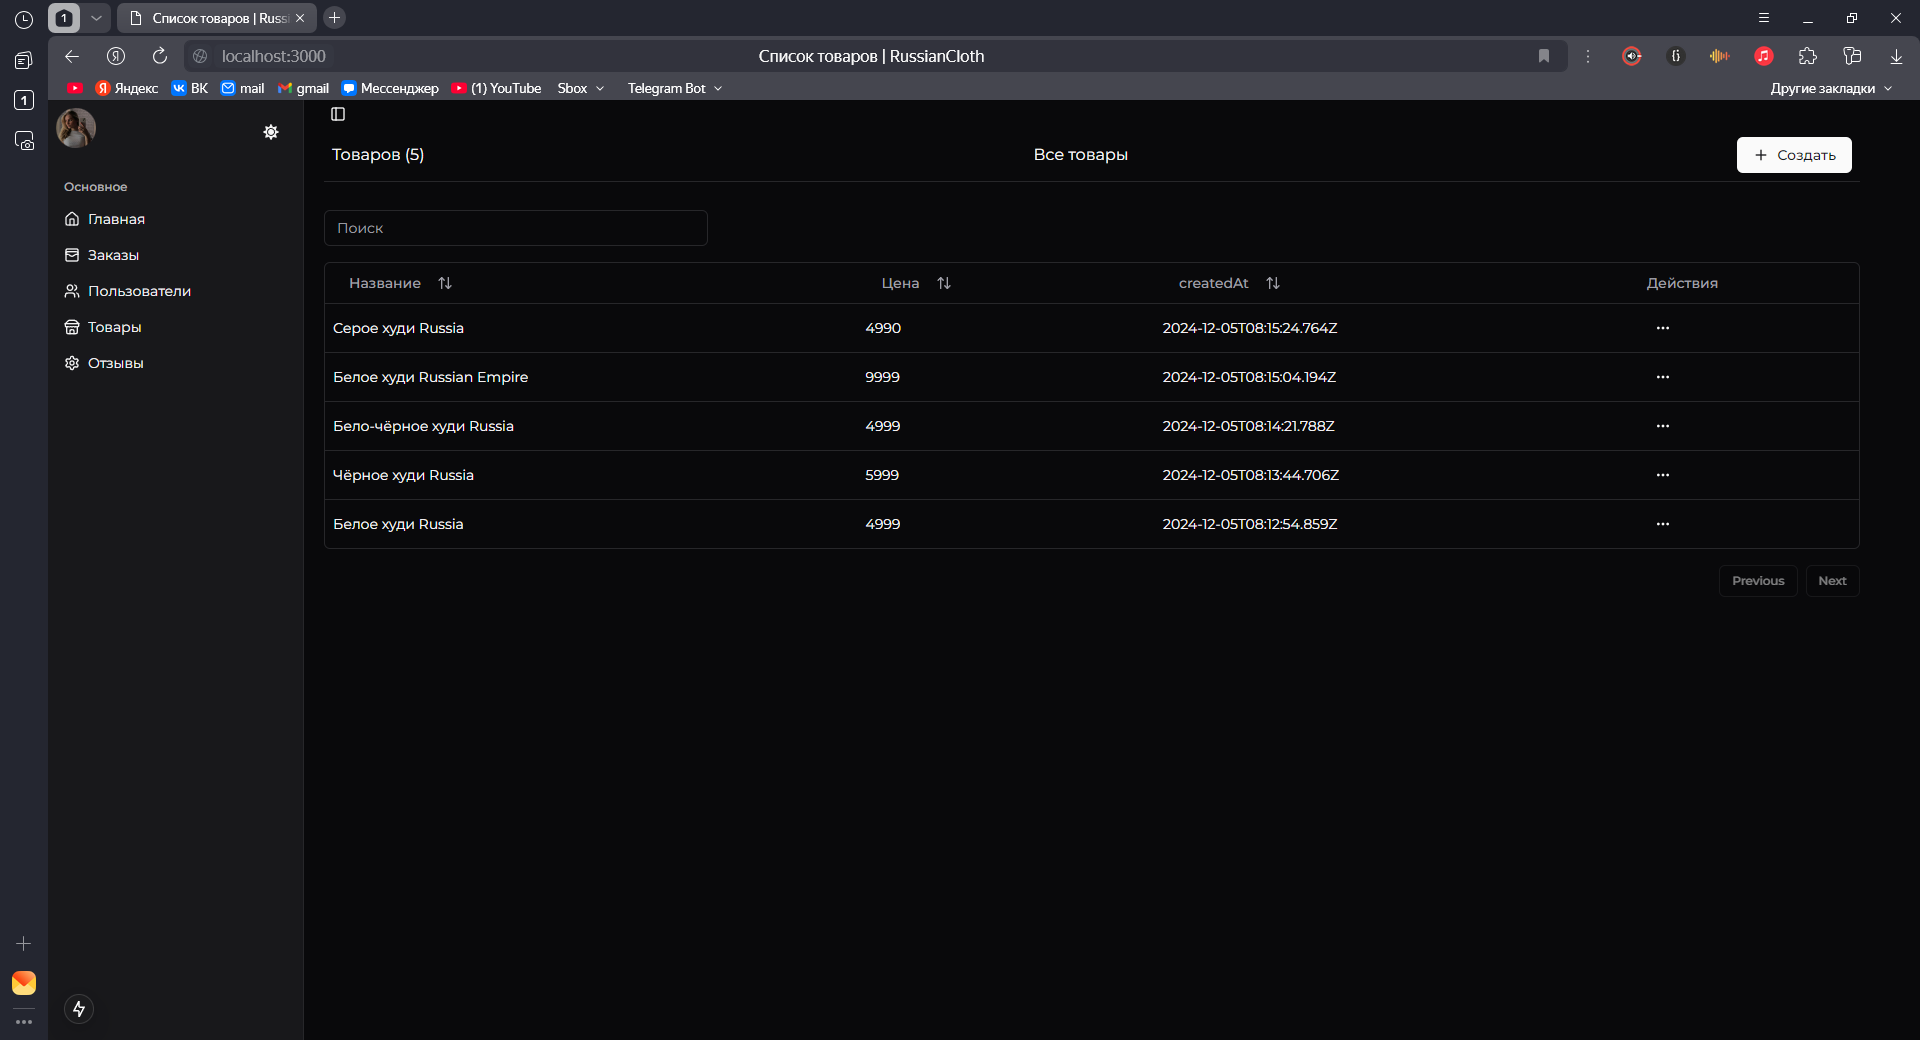 1
Список товаров | Russi
localhost:3000
Список товаров | RussianCloth
Яндекс
ВК
mail
gmail
Мессенджер
(1) YouTube
Sbox
Telegram Bot
Другие закладки
1
Основное
Главная
Заказы
Пользователи
Товары
Отзывы
Товаров (5)
Все товары
Создать
Поиск
Название Цена createdAt Действия
Серое худи Russia 4990 2024-12-05T08:15:24.764Z
Белое худи Russian Empire 9999 2024-12-05T08:15:04.194Z
Бело-чёрное худи Russia 4999 2024-12-05T08:14:21.788Z
Чёрное худи Russia 5999 2024-12-05T08:13:44.706Z
Белое худи Russia 4999 2024-12-05T08:12:54.859Z
Previous Next